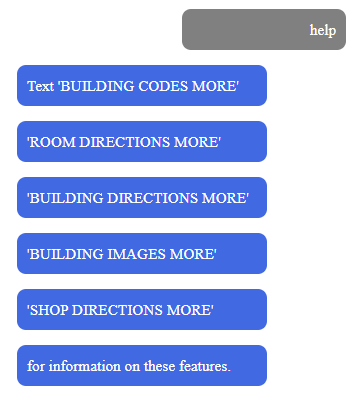 help
Text 'BUILDING CODES MORE'
'ROOM DIRECTIONS MORE'
'BUILDING DIRECTIONS MORE'
'BUILDING IMAGES MORE'
'SHOP DIRECTIONS MORE'
for information on these features.